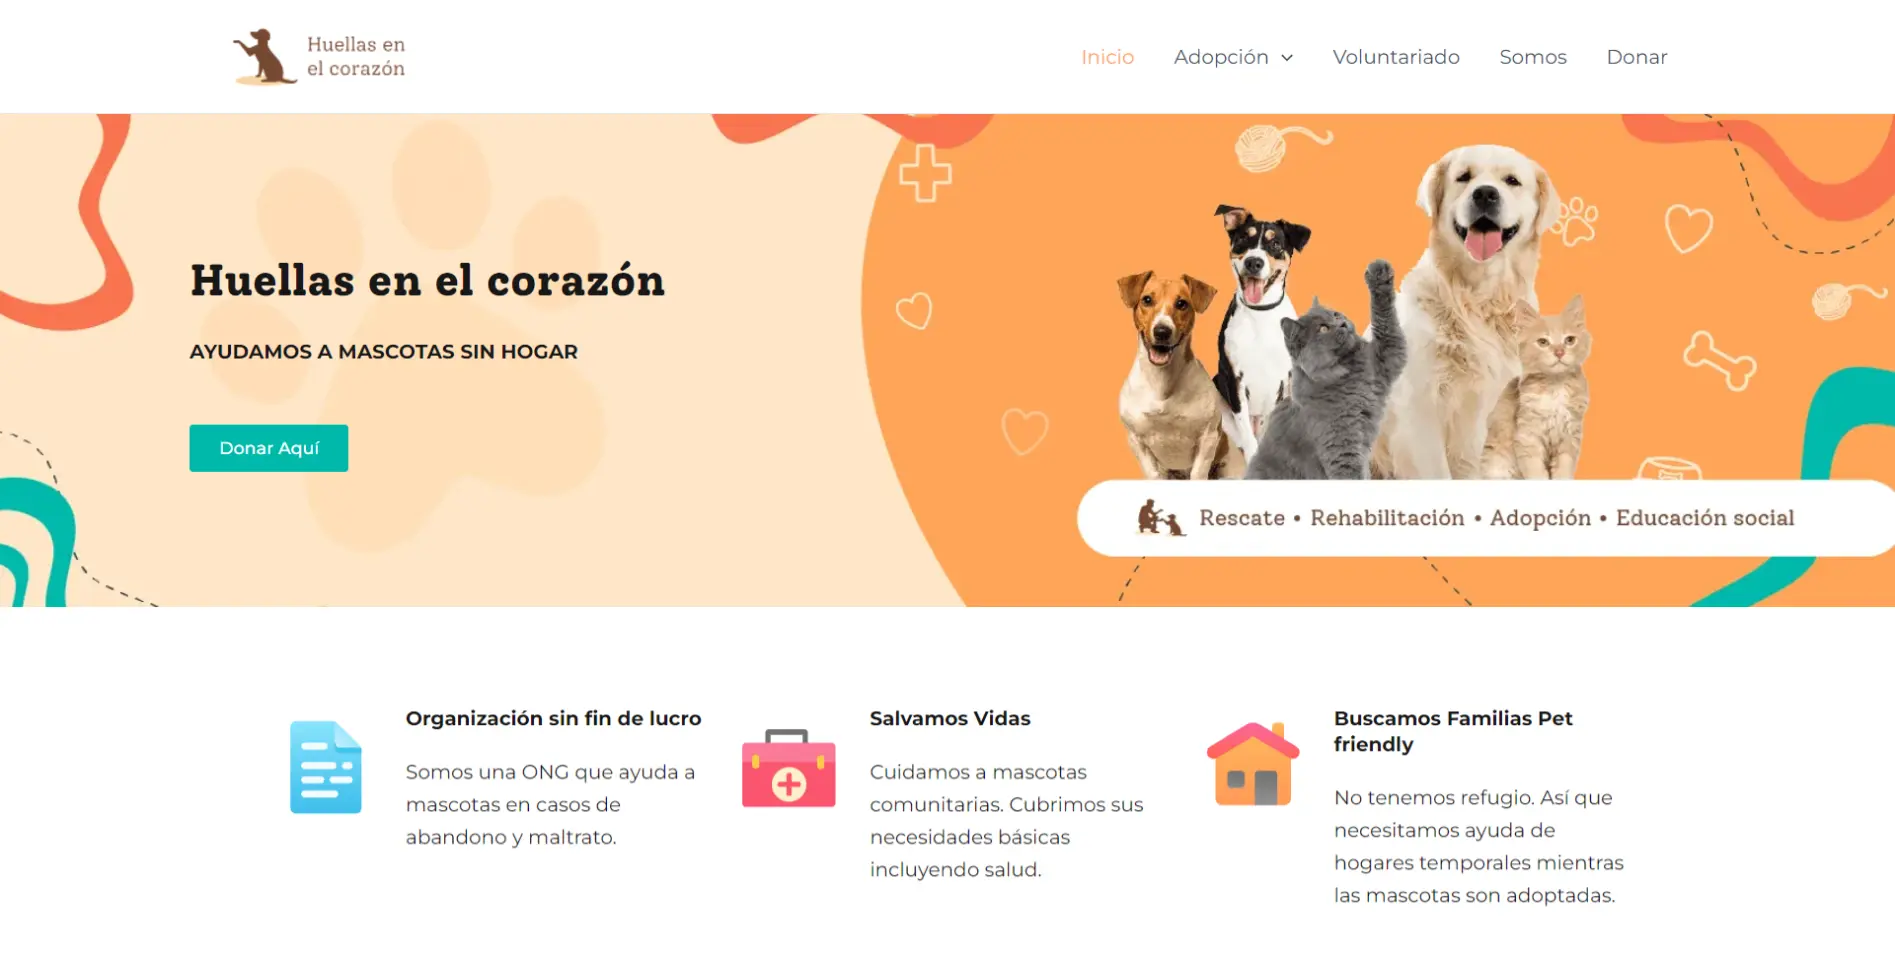 Huellas en
el corazón
Inicio
Adopción
Voluntariado
Somos
Donar
Huellas en el corazón
AYUDAMOS A MASCOTAS SIN HOGAR
Donar Aquí
Rescate • Rehabilitación • Adopción • Educación social
Organización sin fin de lucro
Somos una ONG que ayuda a
mascotas en casos de
abandono y maltrato.
Salvamos Vidas
Cuidamos a mascotas
comunitarias. Cubrimos sus
necesidades básicas
incluyendo salud.
Buscamos Familias Pet
friendly
No tenemos refugio. Así que
necesitamos ayuda de
hogares temporales mientras
las mascotas son adoptadas.